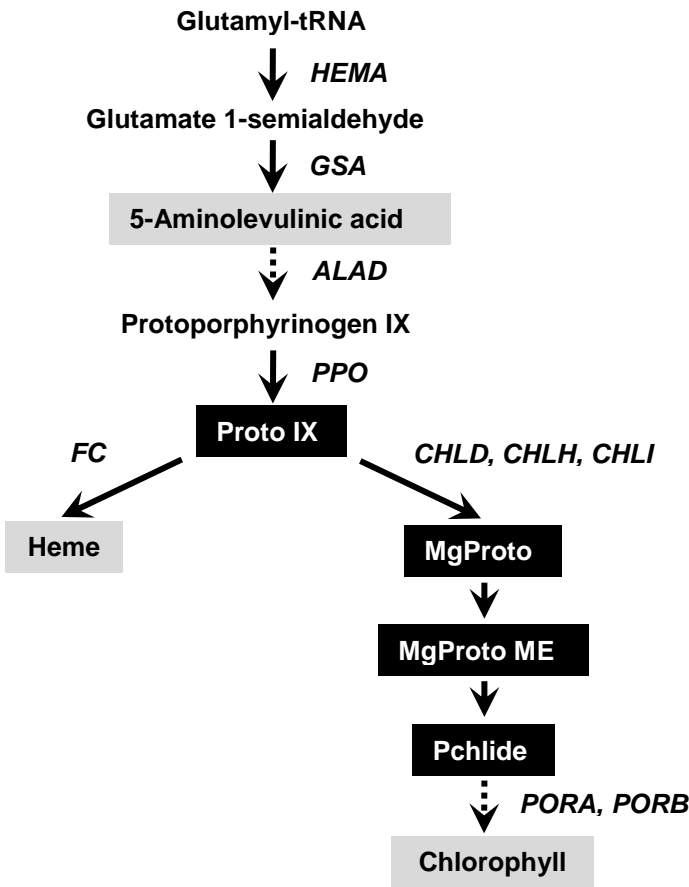 Glutamyl-tRNA
HEMA
Glutamate 1-semialdehyde
GSA
5-Aminolevulinic acid
ALAD
Protoporphyrinogen IX
PPO
Proto IX
FC
CHLD, CHLH, CHLI
Heme
MgProto
MgProto ME
Pchlide
PORA, PORB
Chlorophyll